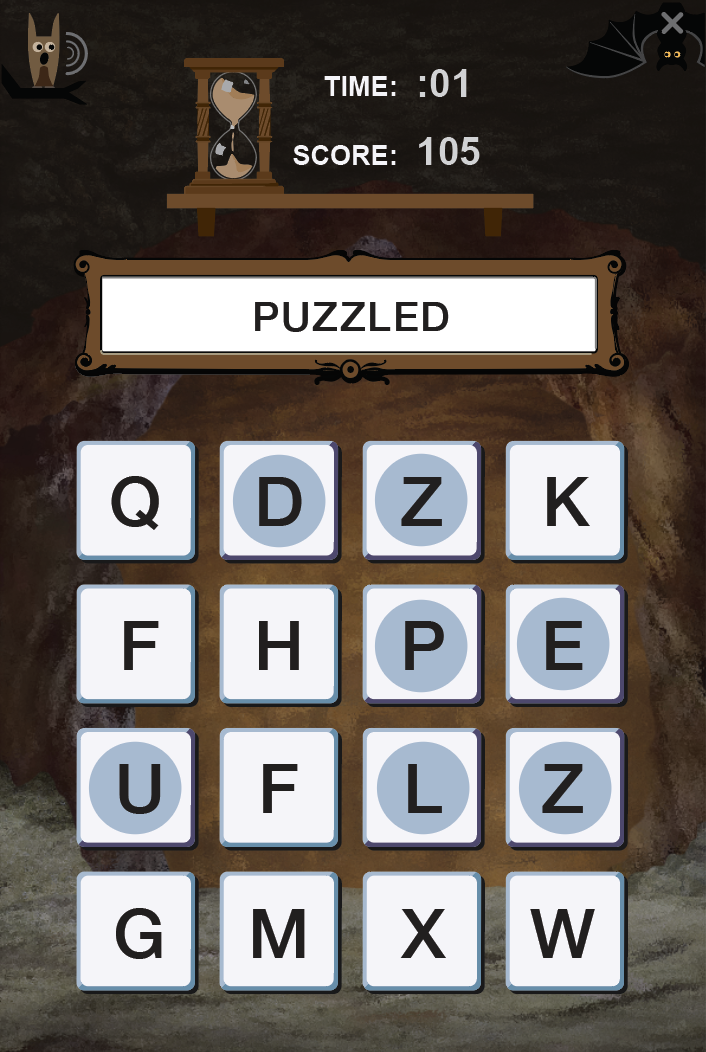 TIME: :01
SCORE: 105
PUZZLED
Q D Z K
F H P E
U F L Z
G M X W